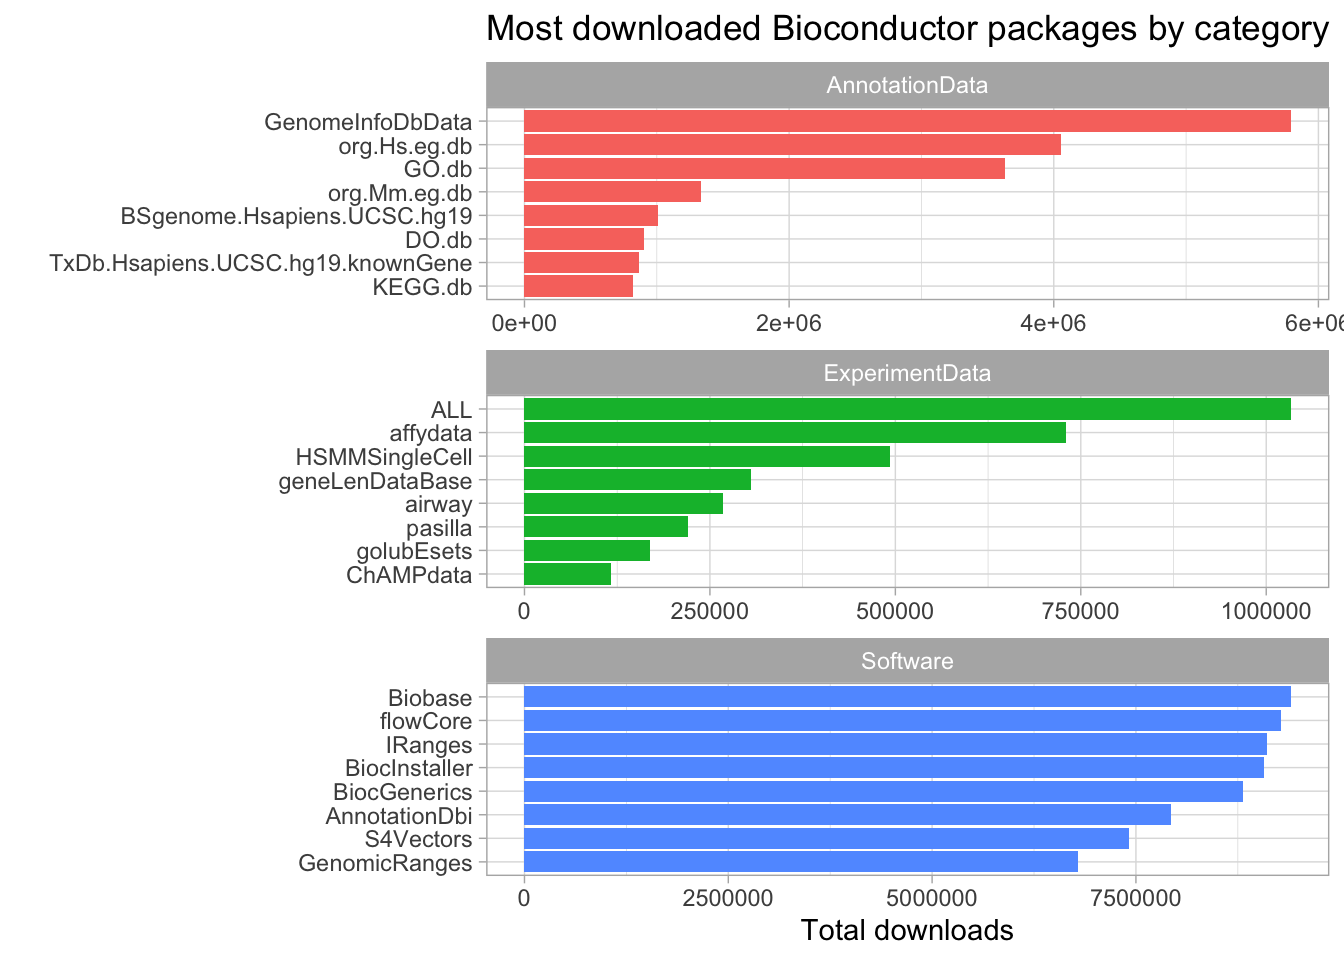 Most downloaded Bioconductor packages by category
AnnotationData
GenomeInfoDbData
org.Hs.eg.db
GO.db
org.Mm.eg.db
BSgenome.Hsapiens.UCSC.hg19
DO.db
TxDb.Hsapiens.UCSC.hg19.knownGene
KEGG.db
0e+00 2e+06 4e+06 6e+06
ExperimentData
ALL
affydata
HSMMSingleCell
geneLenDataBase
airway
pasilla
golubEsets
ChAMPdata
0 250000 500000 750000 1000000
Software
Biobase
flowCore
IRanges
BiocInstaller
BiocGenerics
AnnotationDbi
S4Vectors
GenomicRanges
0 2500000 5000000 7500000
Total downloads